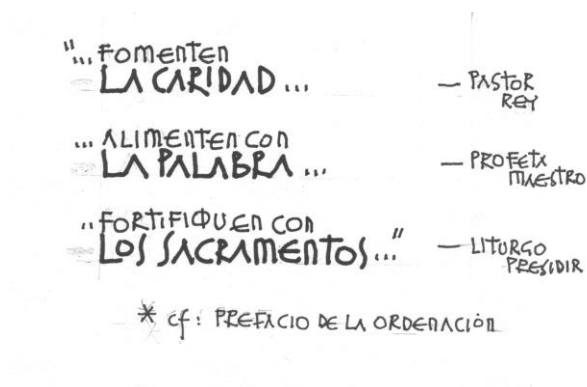 "... FOMENTEN
LA CARIDAD ... — PASTOR
REY
... ALIMENTEN CON
LA PALABRA ... — PROFETA
MAESTRO
... FORTIFIQUEN CON
LOS SACRAMENTOS ..." — LITURGO
PRESIDIR
* cf: PREFACIO DE LA ORDENACIÓN